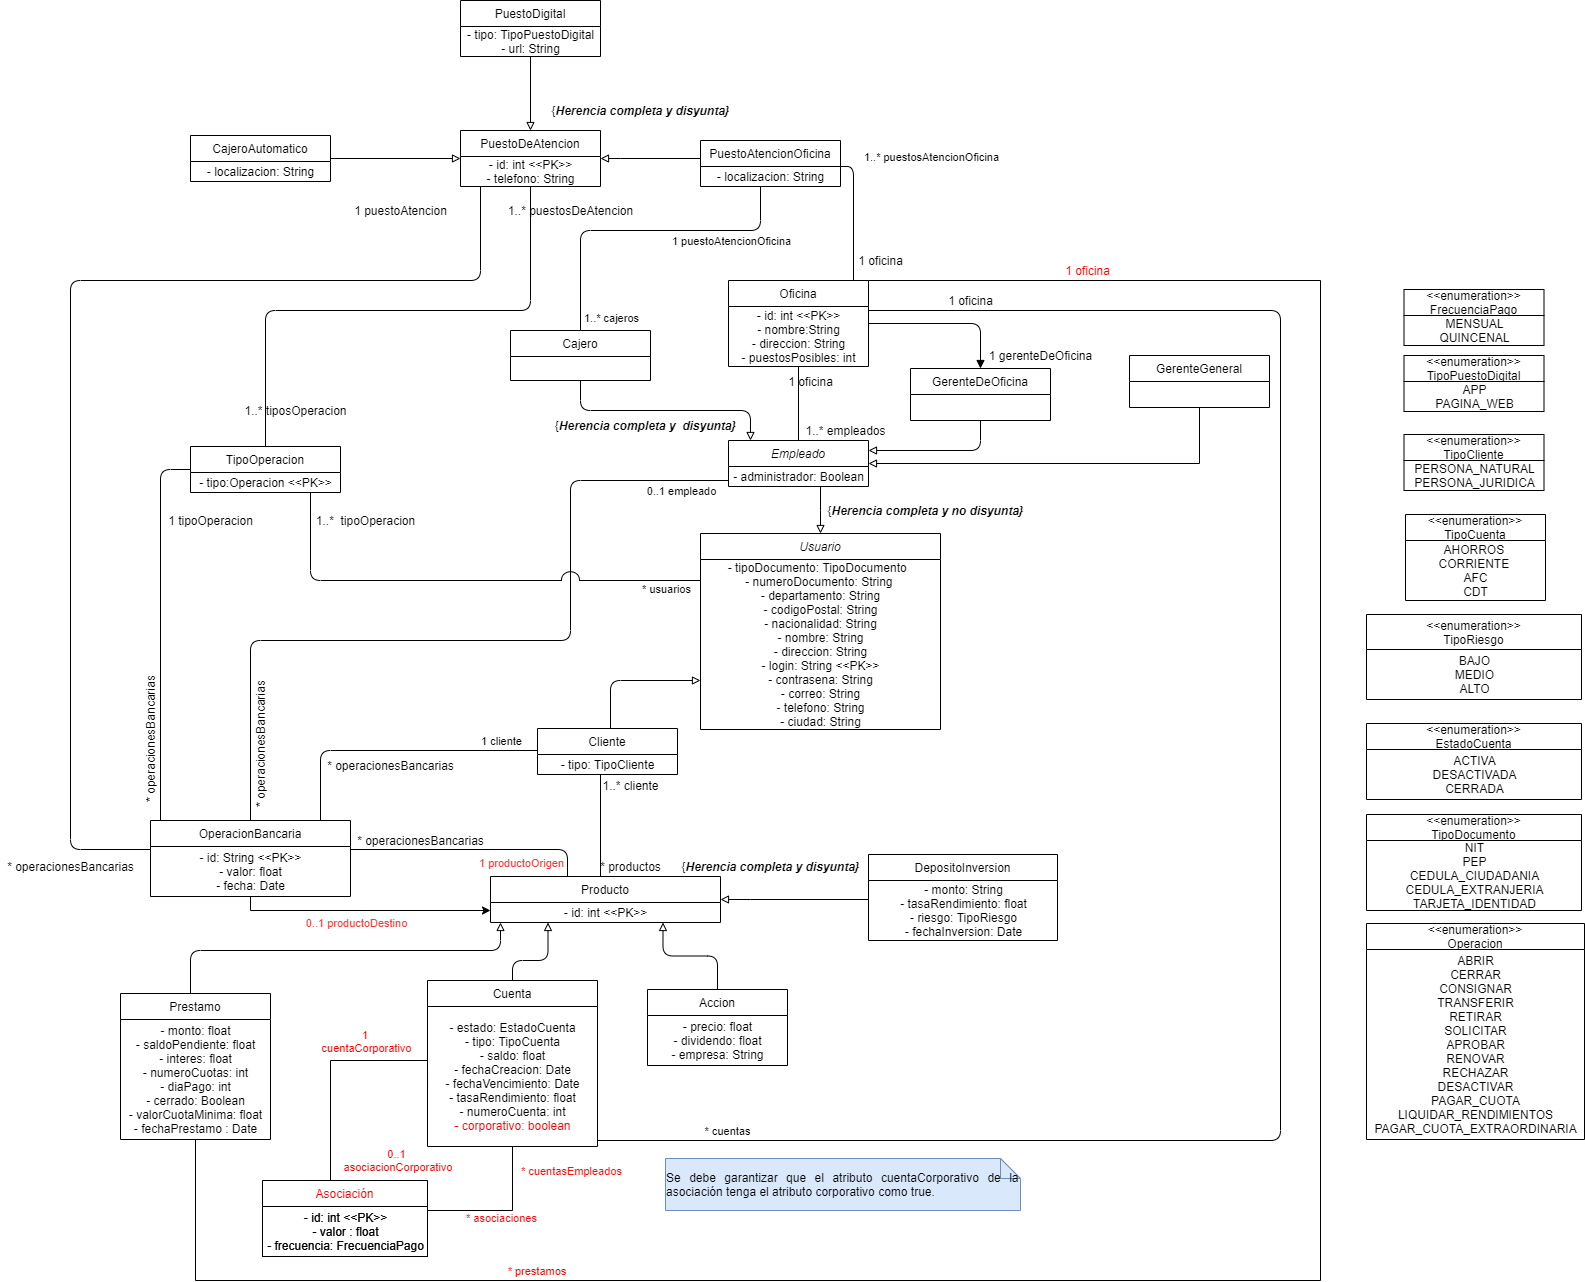 PuestoDigital
- tipo: TipoPuestoDigital
- url: String
{Herencia completa y disyunta}
CajeroAutomatico
- localizacion: String
PuestoDeAtencion
- id: int <<PK>>
- telefono: String
PuestoAtencionOficina
- localizacion: String
1..* puestosAtencionOficina
1 puestoAtencion
1..* puestosDeAtencion
1 puestoAtencionOficina
1 oficina
1 oficina
Oficina
- id: int <<PK>>
- nombre:String
- direccion: String
- puestosPosibles: int
1 oficina
1..* cajeros
Cajero
1 gerenteDeOficina
GerenteDeOficina
GerenteGeneral
1 oficina
1..* tiposOperacion
{Herencia completa y  disyunta}
1..* empleados
Empleado
- administrador: Boolean
TipoOperacion
- tipo:Operacion <<PK>>
0..1 empleado
{Herencia completa y no disyunta}
1 tipoOperacion
1..*  tipoOperacion
* usuarios
Usuario
- tipoDocumento: TipoDocumento
- numeroDocumento: String
- departamento: String
- codigoPostal: String
- nacionalidad: String
- nombre: String
- direccion: String
- login: String <<PK>>
- contrasena: String
- correo: String
- telefono: String
- ciudad: String
* operacionesBancarias
* operacionesBancarias
1 cliente
* operacionesBancarias
Cliente
- tipo: TipoCliente
1..* cliente
OperacionBancaria
- id: String <<PK>>
- valor: float
- fecha: Date
* operacionesBancarias
* operacionesBancarias
1 productoOrigen
* productos
{Herencia completa y disyunta}
Producto
- id: int <<PK>>
0..1 productoDestino
DepositoInversion
- monto: String
- tasaRendimiento: float
- riesgo: TipoRiesgo
- fechaInversion: Date
Prestamo
- monto: float
- saldoPendiente: float
- interes: float
- numeroCuotas: int
- diaPago: int
- cerrado: Boolean
- valorCuotaMinima: float
- fechaPrestamo : Date
Cuenta
- estado: EstadoCuenta
- tipo: TipoCuenta
- saldo: float
- fechaCreacion: Date
- fechaVencimiento: Date
- tasaRendimiento: float
- numeroCuenta: int
- corporativo: boolean
Accion
- precio: float
- dividendo: float
- empresa: String
1
cuentaCorporativo
* cuentas
0..1
asociacionCorporativo
* cuentasEmpleados
Asociación
- id: int <<PK>>
- valor : float
- frecuencia: FrecuenciaPago
* asociaciones
Se debe garantizar que el atributo cuentaCorporativo de la
asociación tenga el atributo corporativo como true.
* prestamos
<<enumeration>>
FrecuenciaPago
MENSUAL
QUINCENAL
<<enumeration>>
TipoPuestoDigital
APP
PAGINA_WEB
<<enumeration>>
TipoCliente
PERSONA_NATURAL
PERSONA_JURIDICA
<<enumeration>>
TipoCuenta
AHORROS
CORRIENTE
AFC
CDT
<<enumeration>>
TipoRiesgo
BAJO
MEDIO
ALTO
<<enumeration>>
EstadoCuenta
ACTIVA
DESACTIVADA
CERRADA
<<enumeration>>
TipoDocumento
NIT
PEP
CEDULA_CIUDADANIA
CEDULA_EXTRANJERIA
TARJETA_IDENTIDAD
<<enumeration>>
Operacion
ABRIR
CERRAR
CONSIGNAR
TRANSFERIR
RETIRAR
SOLICITAR
APROBAR
RENOVAR
RECHAZAR
DESACTIVAR
PAGAR_CUOTA
LIQUIDAR_RENDIMIENTOS
PAGAR_CUOTA_EXTRAORDINARIA